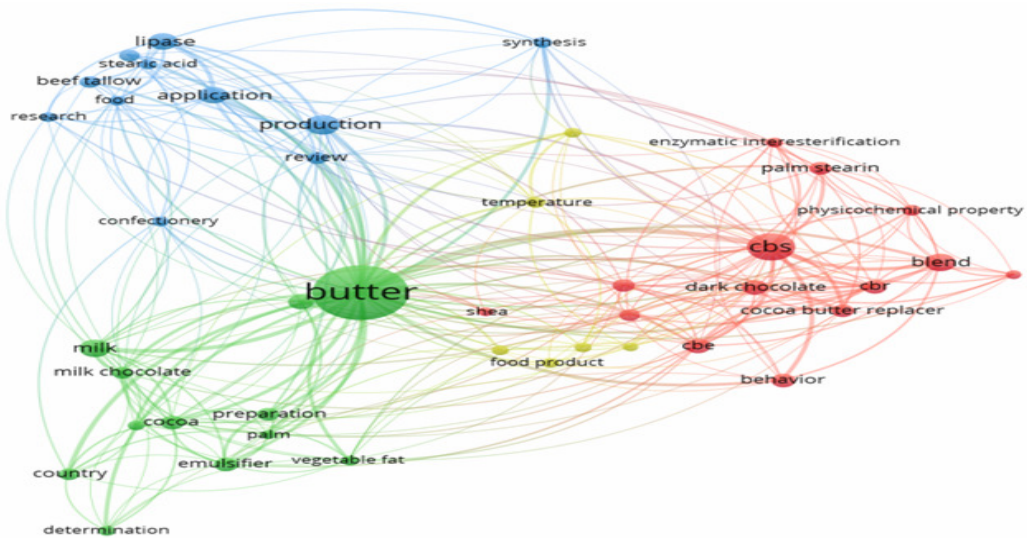 lipase
synthesis
stearic acid
beef tallow
food
application
research
production
enzymatic interesterification
review
palm stearin
temperature
physicochemical property
confectionery
cbs
blend
butter
dark chocolate
cbr
shea
cocoa butter replacer
milk
cbe
food product
milk chocolate
behavior
preparation
cocoa
palm
emulsifier
vegetable fat
country
determination